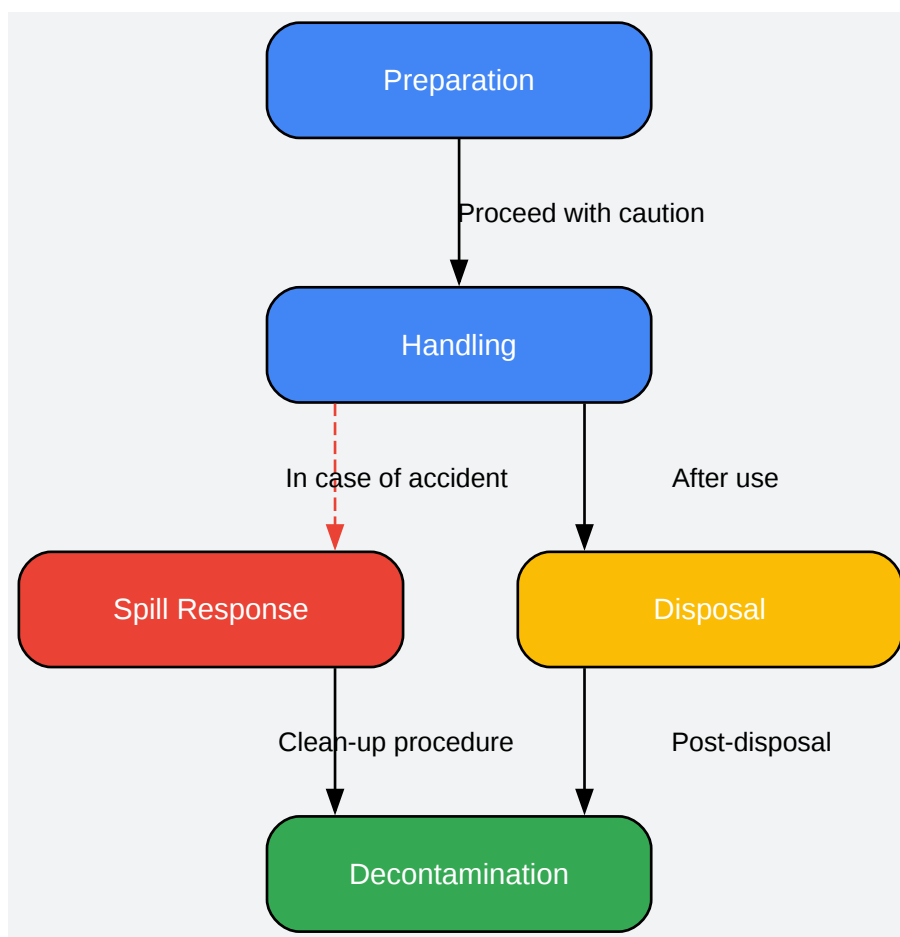 Preparation
Proceed with caution
Handling
In case of accident
After use
Spill Response
Disposal
Clean-up procedure
Post-disposal
Decontamination